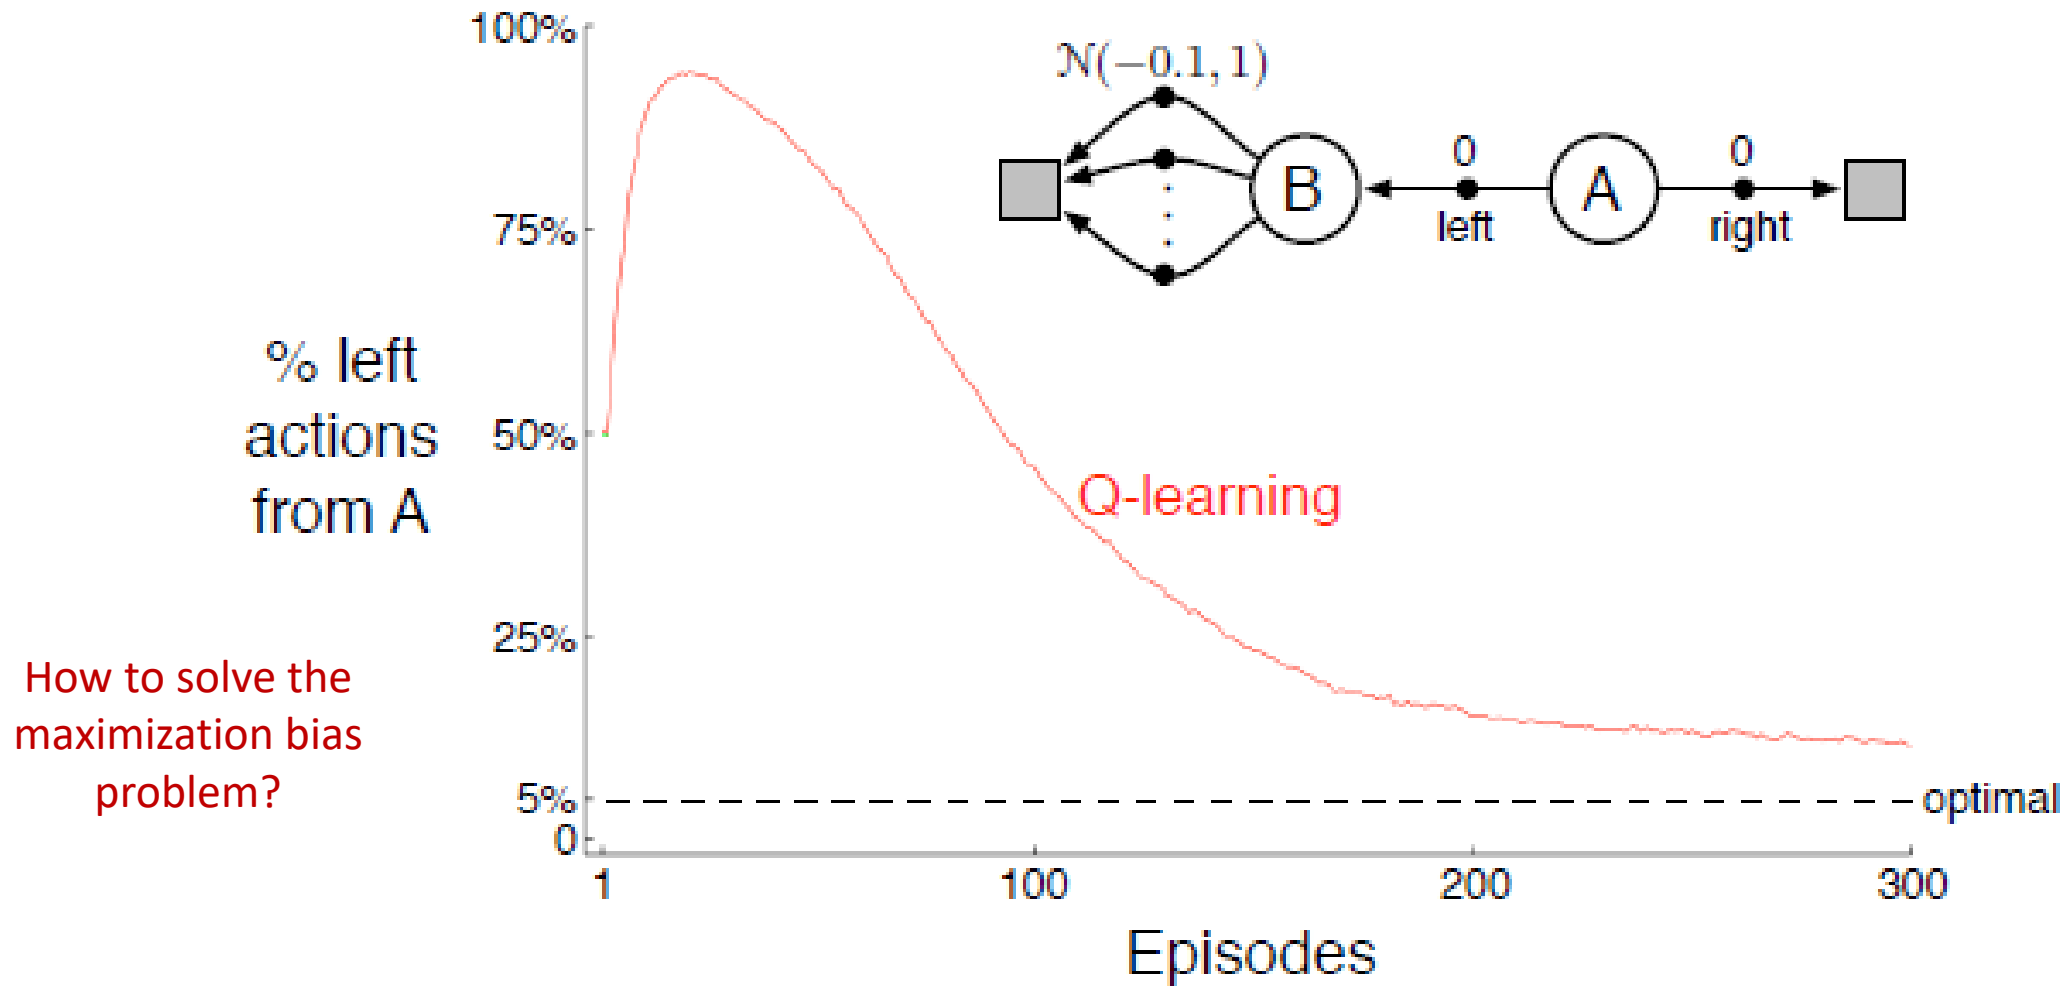 100%
𝒩(−0.1, 1)
0
0
B
A
left
right
75%
% left
actions
from A
50%
Q-learning
25%
How to solve the
maximization bias
problem?
5%
optimal
0
1
100
200
300
Episodes